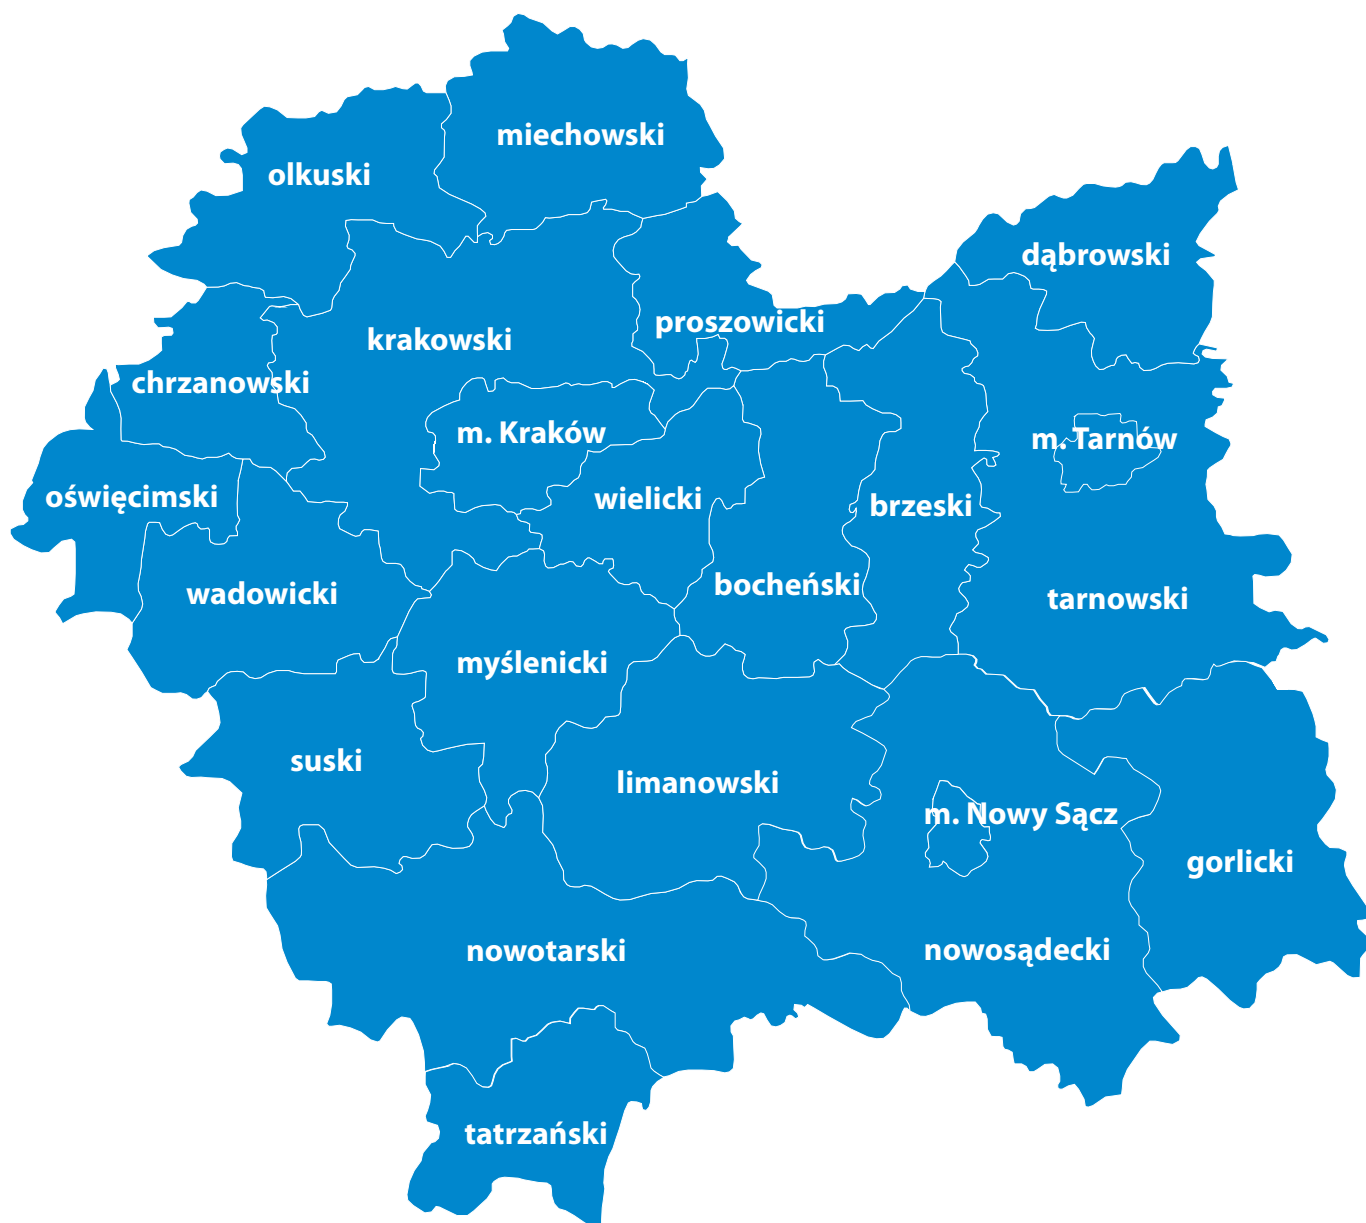 miechowski
olkuski
dąbrowski
proszowicki
krakowski
chrzanowski
m. Kraków
m. Tarnów
oświęcimski
wielicki
brzeski
bocheński
wadowicki
tarnowski
myślenicki
suski
limanowski
m. Nowy Sącz
gorlicki
nowotarski
nowosądecki
tatrzański